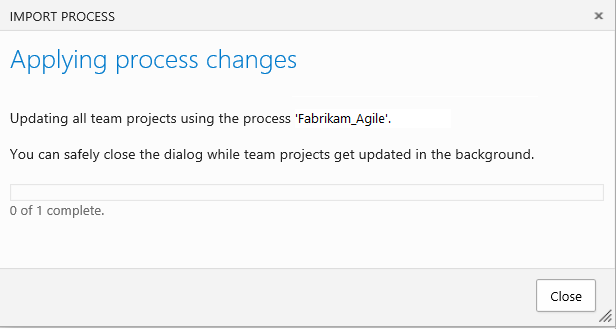 IMPORT PROCESS
Applying process changes
Updating all team projects using the process 'Fabrikam_Agile'.
You can safely close the dialog while team projects get updated in the background.
0 of 1 complete.
Close